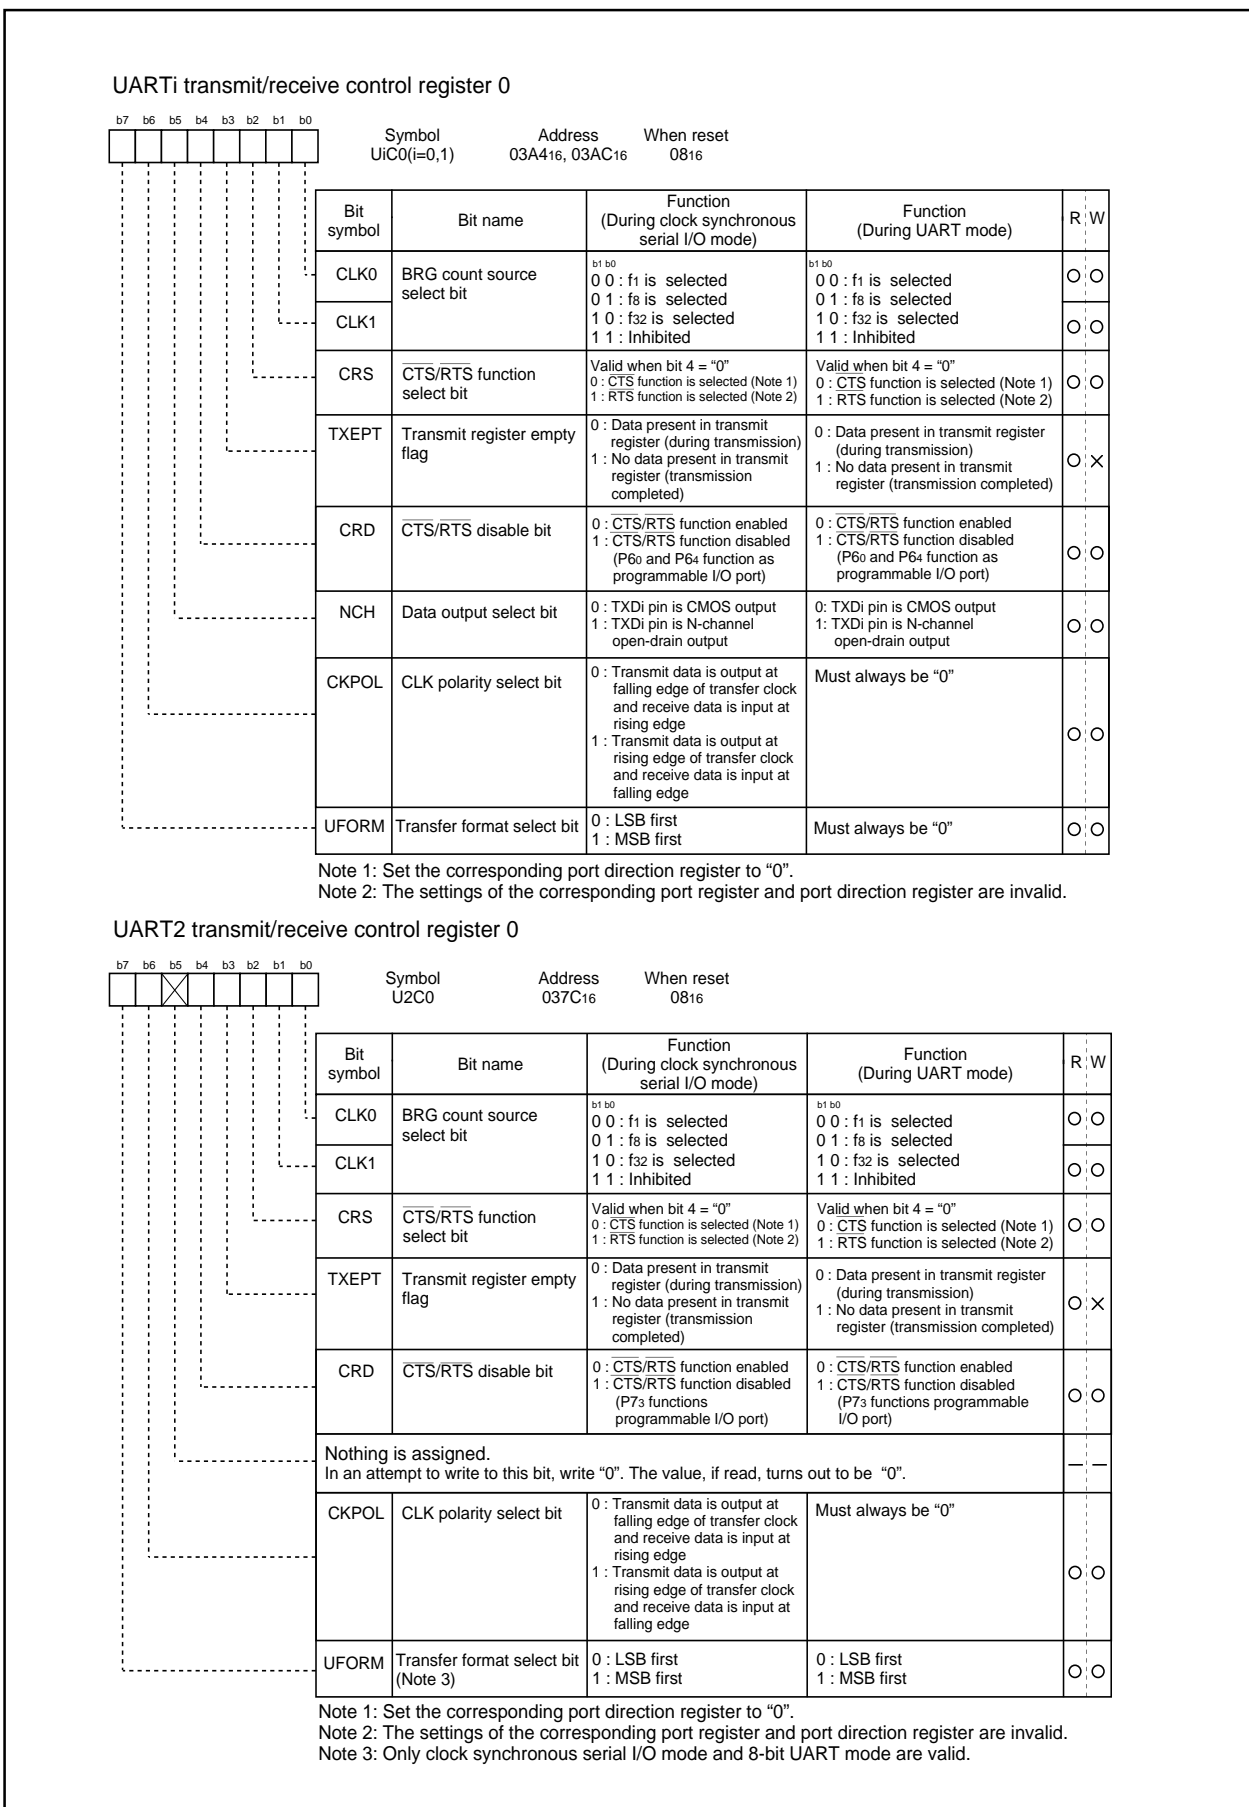 UARTi transmit/receive control register 0
b7 b6 b5 b4 b3 b2 b1 b0
Symbol Address When reset
UiC0(i=0,1) 03A416, 03AC16 0816
Bit symbol Bit name Function (During clock synchronous serial I/O mode) Function (During UART mode) R W
CLK0 BRG count source select bit
CLK1
b1 b0
0 0 : f1 is selected
0 1 : f8 is selected
1 0 : f32 is selected
1 1 : Inhibited
b1 b0
0 0 : f1 is selected
0 1 : f8 is selected
1 0 : f32 is selected
1 1 : Inhibited
CRS CTS/RTS function select bit
Valid when bit 4 = “0”
0 : CTS function is selected (Note 1)
1 : RTS function is selected (Note 2)
Valid when bit 4 = “0”
0 : CTS function is selected (Note 1)
1 : RTS function is selected (Note 2)
TXEPT Transmit register empty flag
0 : Data present in transmit
register (during transmission)
1 : No data present in transmit
register (transmission
completed)
0 : Data present in transmit register
(during transmission)
1 : No data present in transmit
register (transmission completed)
CRD CTS/RTS disable bit
0 : CTS/RTS function enabled
1 : CTS/RTS function disabled
(P60 and P64 function as
programmable I/O port)
0 : CTS/RTS function enabled
1 : CTS/RTS function disabled
(P60 and P64 function as
programmable I/O port)
NCH Data output select bit
0 : TXDi pin is CMOS output
1 : TXDi pin is N-channel
open-drain output
0: TXDi pin is CMOS output
1: TXDi pin is N-channel
open-drain output
CKPOL CLK polarity select bit
0 : Transmit data is output at
falling edge of transfer clock
and receive data is input at
rising edge
1 : Transmit data is output at
rising edge of transfer clock
and receive data is input at
falling edge
Must always be “0”
UFORM Transfer format select bit
0 : LSB first
1 : MSB first
Must always be “0”
Note 1: Set the corresponding port direction register to “0”.
Note 2: The settings of the corresponding port register and port direction register are invalid.
UART2 transmit/receive control register 0
b7 b6 b5 b4 b3 b2 b1 b0
Symbol Address When reset
U2C0 037C16 0816
Bit symbol Bit name Function (During clock synchronous serial I/O mode) Function (During UART mode) R W
CLK0 BRG count source select bit
CLK1
b1 b0
0 0 : f1 is selected
0 1 : f8 is selected
1 0 : f32 is selected
1 1 : Inhibited
b1 b0
0 0 : f1 is selected
0 1 : f8 is selected
1 0 : f32 is selected
1 1 : Inhibited
CRS CTS/RTS function select bit
Valid when bit 4 = “0”
0 : CTS function is selected (Note 1)
1 : RTS function is selected (Note 2)
Valid when bit 4 = “0”
0 : CTS function is selected (Note 1)
1 : RTS function is selected (Note 2)
TXEPT Transmit register empty flag
0 : Data present in transmit
register (during transmission)
1 : No data present in transmit
register (transmission
completed)
0 : Data present in transmit register
(during transmission)
1 : No data present in transmit
register (transmission completed)
CRD CTS/RTS disable bit
0 : CTS/RTS function enabled
1 : CTS/RTS function disabled
(P73 functions
programmable I/O port)
0 : CTS/RTS function enabled
1 : CTS/RTS function disabled
(P73 functions programmable
I/O port)
Nothing is assigned.
In an attempt to write to this bit, write “0”. The value, if read, turns out to be “0”.
CKPOL CLK polarity select bit
0 : Transmit data is output at
falling edge of transfer clock
and receive data is input at
rising edge
1 : Transmit data is output at
rising edge of transfer clock
and receive data is input at
falling edge
Must always be “0”
UFORM Transfer format select bit (Note 3)
0 : LSB first
1 : MSB first
0 : LSB first
1 : MSB first
Note 1: Set the corresponding port direction register to “0”.
Note 2: The settings of the corresponding port register and port direction register are invalid.
Note 3: Only clock synchronous serial I/O mode and 8-bit UART mode are valid.